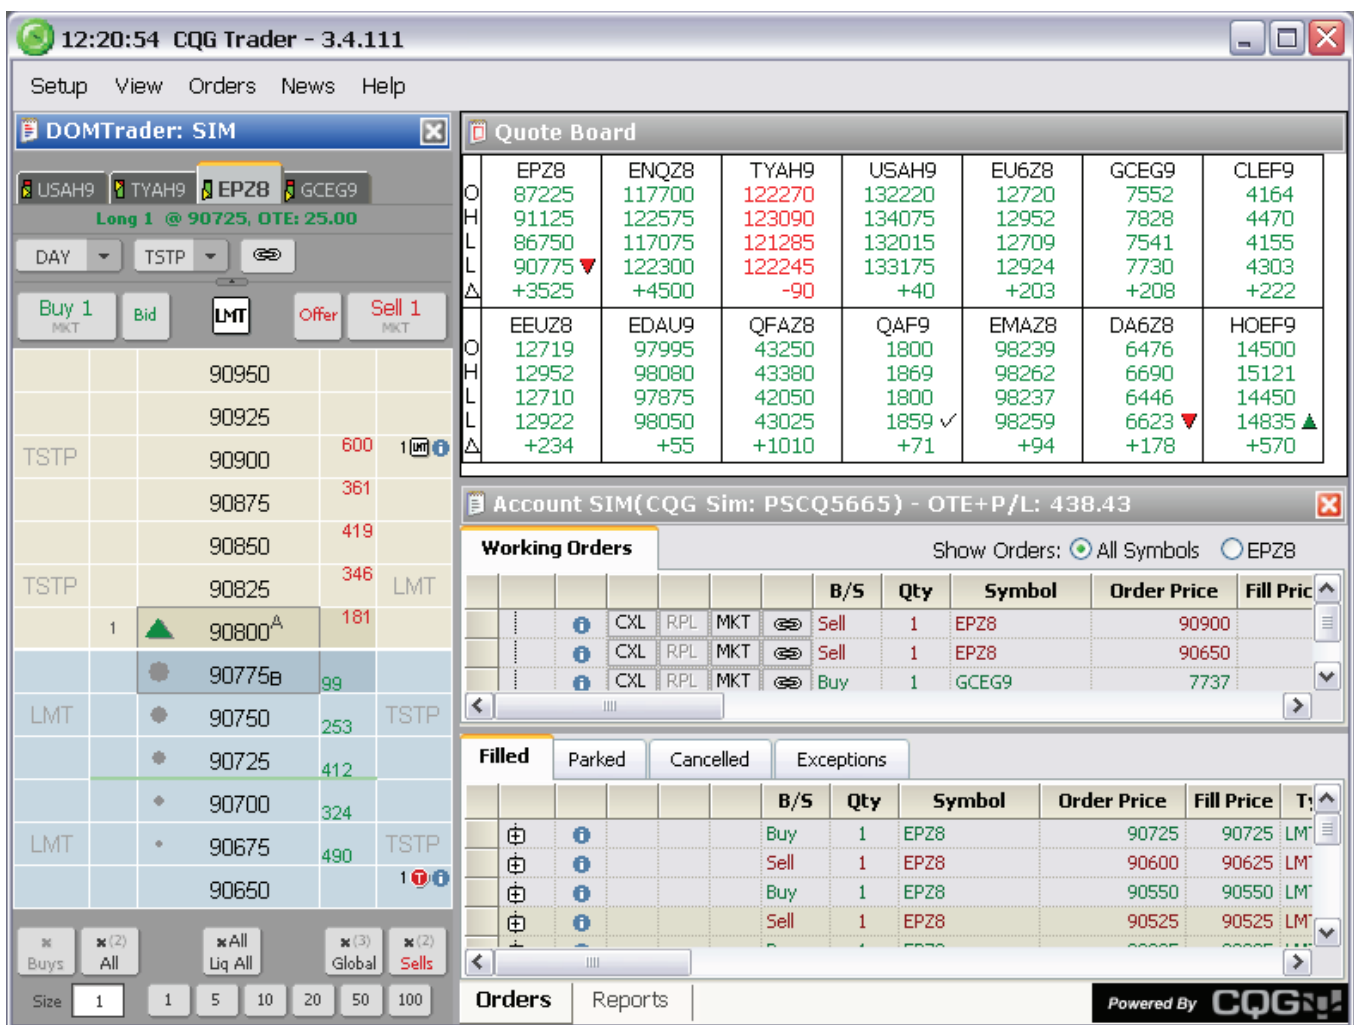 12:20:54 CQG Trader - 3.4.111
Setup View Orders News Help
DOMTrader: SIM
USAH9 TYAH9 EPZ8 GCEG9
Long 1 @ 90725, OTE: 25.00
DAY TSTP
Buy 1 MKT Bid LMT Offer Sell 1 MKT
90950
90925
TSTP 90900 600 1 LMT i
90875 361
90850 419
TSTP 90825 346 LMT
1 90800A 181
90775B 99
LMT 90750 253 TSTP
90725 412
90700 324
LMT 90675 490 TSTP
90650 1 T i
x x(2) xAll x(3) x(2)
Buys All Liq All Global Sells
Size 1 1 5 10 20 50 100
Quote Board
EPZ8 ENQZ8 TYAH9 USAH9 EU6Z8 GCEG9 CLEF9
O 87225 117700 122270 132220 12720 7552 4164
H 91125 122575 123090 134075 12952 7828 4470
L 86750 117075 121285 132015 12709 7541 4155
L 90775 122300 122245 133175 12924 7730 4303
Δ +3525 +4500 -90 +40 +203 +208 +222
EEUZ8 EDAU9 QFAZ8 QAF9 EMAZ8 DA6Z8 HOEF9
O 12719 97995 43250 1800 98239 6476 14500
H 12952 98080 43380 1869 98262 6690 15121
L 12710 97875 42050 1800 98237 6446 14450
L 12922 98050 43025 1859 98259 6623 14835
Δ +234 +55 +1010 +71 +94 +178 +570
Account SIM(CQG Sim: PSCQ5665) - OTE+P/L: 438.43
Working Orders Show Orders: All Symbols EPZ8
B/S Qty Symbol Order Price Fill Pric
i CXL RPL MKT Sell 1 EPZ8 90900
i CXL RPL MKT Sell 1 EPZ8 90650
i CXL RPL MKT Buy 1 GCEG9 7737
Filled Parked Cancelled Exceptions
B/S Qty Symbol Order Price Fill Price
i Buy 1 EPZ8 90725 90725 LM
i Sell 1 EPZ8 90600 90625 LM
i Buy 1 EPZ8 90550 90550 LM
i Sell 1 EPZ8 90525 90525 LM
Orders Reports
Powered By CQG